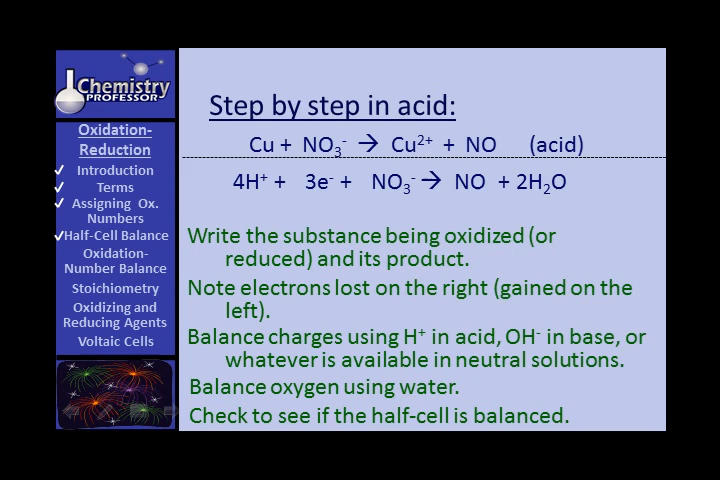 Chemistry
PROFESSOR
Oxidation-
Reduction
✓ Introduction
✓ Terms
✓ Assigning Ox.
Numbers
✓Half-Cell Balance
Oxidation-
Number Balance
Stoichiometry
Oxidizing and
Reducing Agents
Voltaic Cells
Step by step in acid:
Cu + NO₃⁻ → Cu²⁺ + NO (acid)
4H⁺ + 3e⁻ + NO₃⁻ → NO + 2H₂O
Write the substance being oxidized (or
reduced) and its product.
Note electrons lost on the right (gained on the
left).
Balance charges using H⁺ in acid, OH⁻ in base, or
whatever is available in neutral solutions.
Balance oxygen using water.
Check to see if the half-cell is balanced.